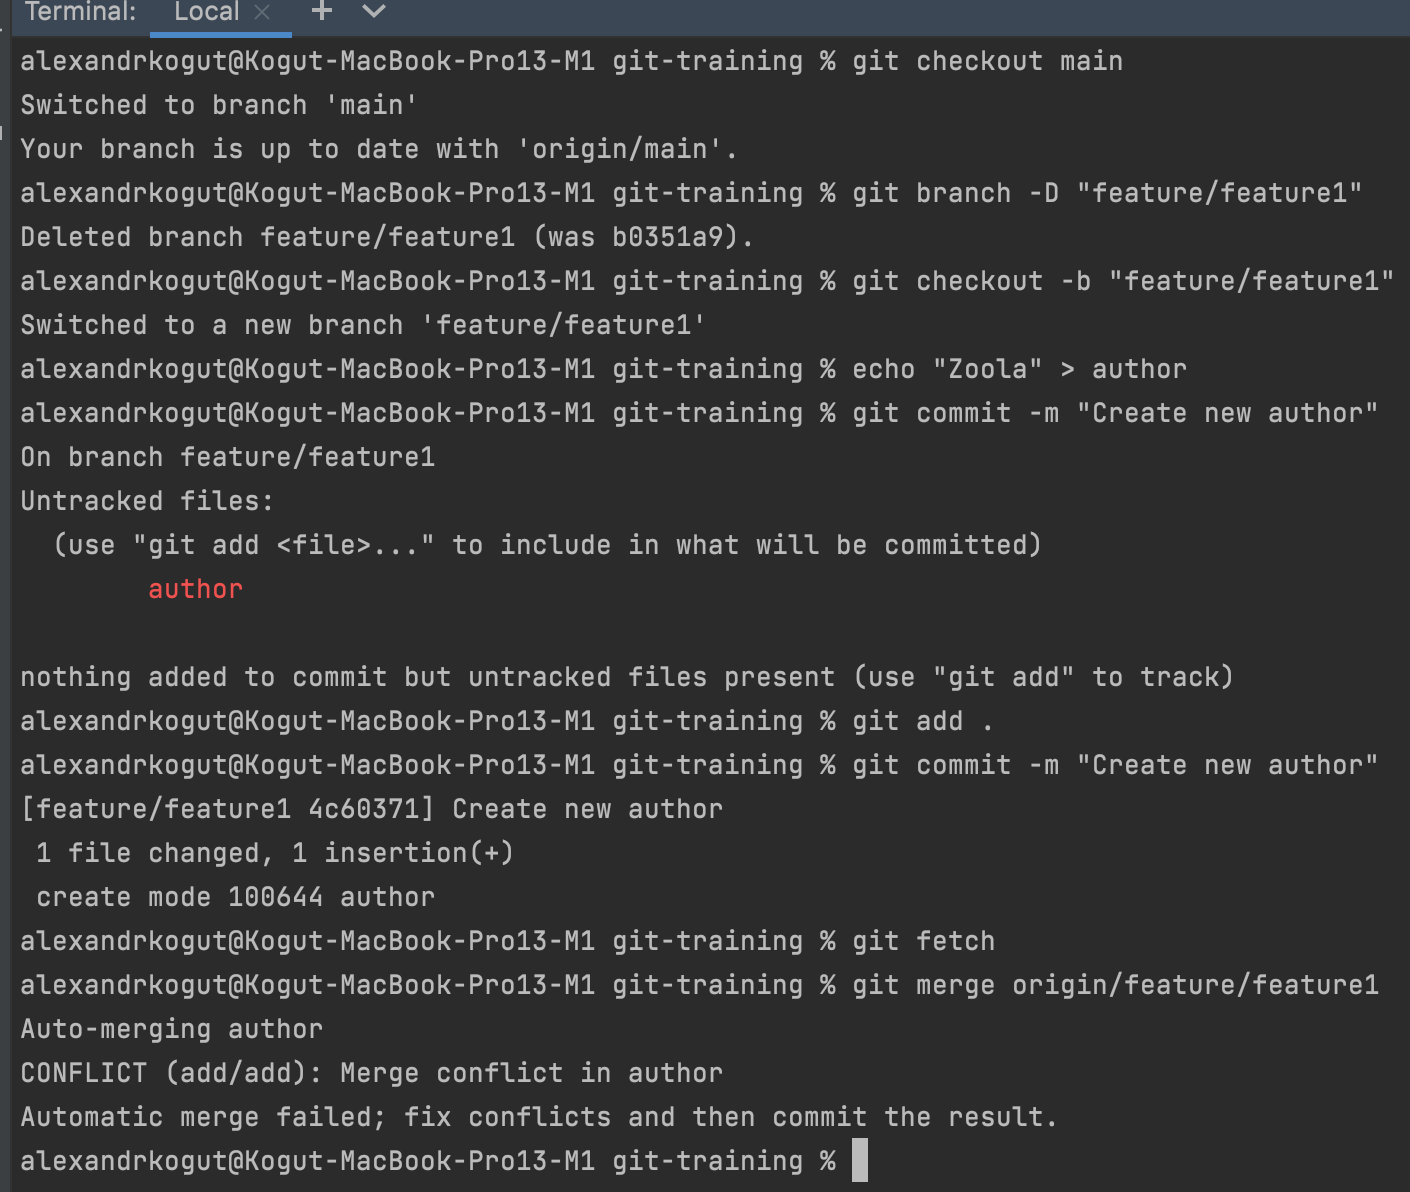 Terminal: Local × + ⌄
alexandrkogut@Kogut-MacBook-Pro13-M1 git-training % git checkout main
Switched to branch 'main'
Your branch is up to date with 'origin/main'.
alexandrkogut@Kogut-MacBook-Pro13-M1 git-training % git branch -D "feature/feature1"
Deleted branch feature/feature1 (was b0351a9).
alexandrkogut@Kogut-MacBook-Pro13-M1 git-training % git checkout -b "feature/feature1"
Switched to a new branch 'feature/feature1'
alexandrkogut@Kogut-MacBook-Pro13-M1 git-training % echo "Zoola" > author
alexandrkogut@Kogut-MacBook-Pro13-M1 git-training % git commit -m "Create new author"
On branch feature/feature1
Untracked files:
  (use "git add <file>..." to include in what will be committed)
        author
nothing added to commit but untracked files present (use "git add" to track)
alexandrkogut@Kogut-MacBook-Pro13-M1 git-training % git add .
alexandrkogut@Kogut-MacBook-Pro13-M1 git-training % git commit -m "Create new author"
[feature/feature1 4c60371] Create new author
 1 file changed, 1 insertion(+)
 create mode 100644 author
alexandrkogut@Kogut-MacBook-Pro13-M1 git-training % git fetch
alexandrkogut@Kogut-MacBook-Pro13-M1 git-training % git merge origin/feature/feature1
Auto-merging author
CONFLICT (add/add): Merge conflict in author
Automatic merge failed; fix conflicts and then commit the result.
alexandrkogut@Kogut-MacBook-Pro13-M1 git-training %